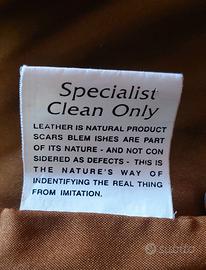 Specialist
Clean Only
LEATHER IS NATURAL PRODUCT
SCARS BLEM ISHES ARE PART
OF ITS NATURE - AND NOT CON
SIDERED AS DEFECTS - THIS IS
THE NATURE'S WAY OF
INDENTIFYING THE REAL THING
FROM IMITATION.
subito